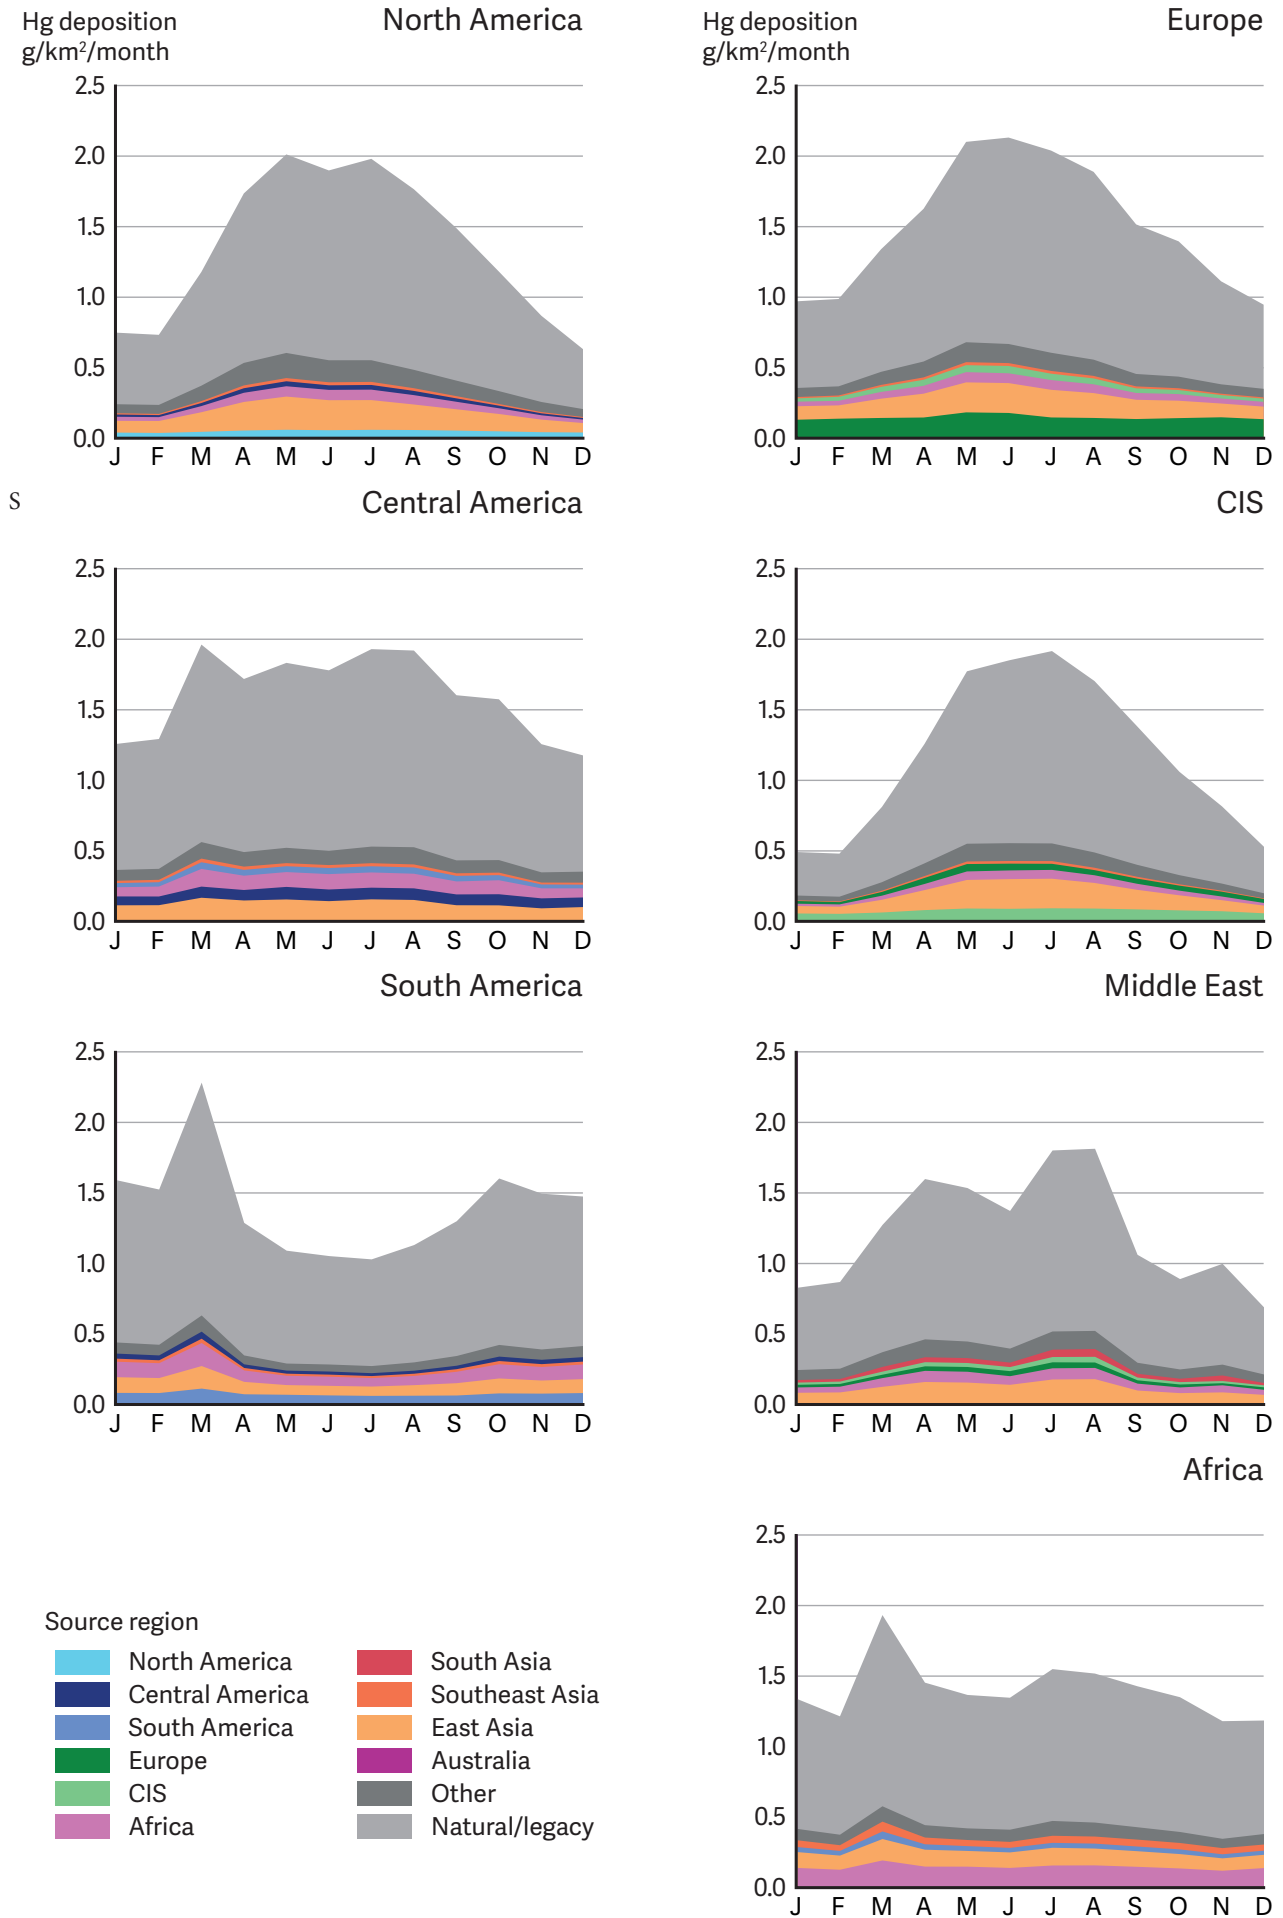 Hg deposition
g/km²/month
North America
2.5
2.0
1.5
1.0
0.5
0.0
J F M A M J J A S O N D
Hg deposition
g/km²/month
Europe
2.5
2.0
1.5
1.0
0.5
0.0
J F M A M J J A S O N D
S
Central America
2.5
2.0
1.5
1.0
0.5
0.0
J F M A M J J A S O N D
CIS
2.5
2.0
1.5
1.0
0.5
0.0
J F M A M J J A S O N D
South America
2.5
2.0
1.5
1.0
0.5
0.0
J F M A M J J A S O N D
Middle East
2.5
2.0
1.5
1.0
0.5
0.0
J F M A M J J A S O N D
Africa
2.5
2.0
1.5
1.0
0.5
0.0
J F M A M J J A S O N D
Source region
North America
Central America
South America
Europe
CIS
Africa
South Asia
Southeast Asia
East Asia
Australia
Other
Natural/legacy